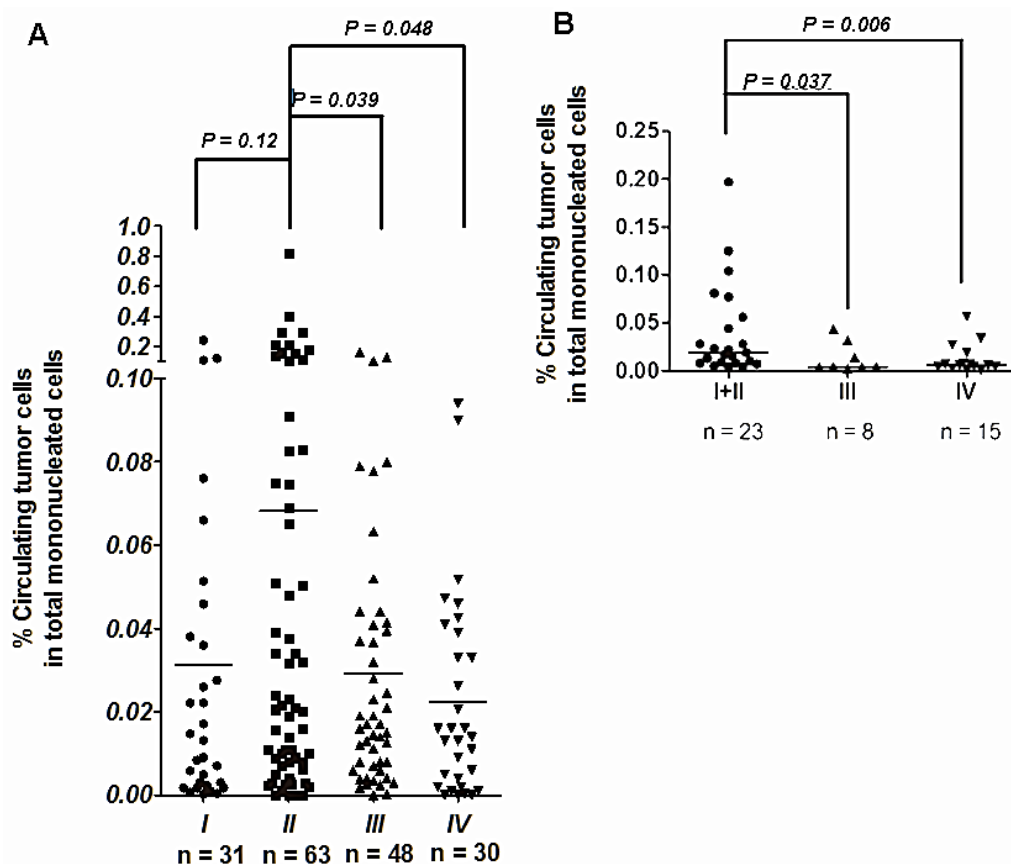 A
P = 0.048
P = 0.039
P = 0.12
% Circulating tumor cells
in total mononucleated cells
1.0
0.8
0.6
0.4
0.2
0.10
0.08
0.06
0.04
0.02
0.00
I II III IV
n = 31 n = 63 n = 48 n = 30
B
P = 0.006
P = 0.037
% Circulating tumor cells
in total mononucleated cells
0.25
0.20
0.15
0.10
0.05
0.00
I+II III IV
n = 23 n = 8 n = 15